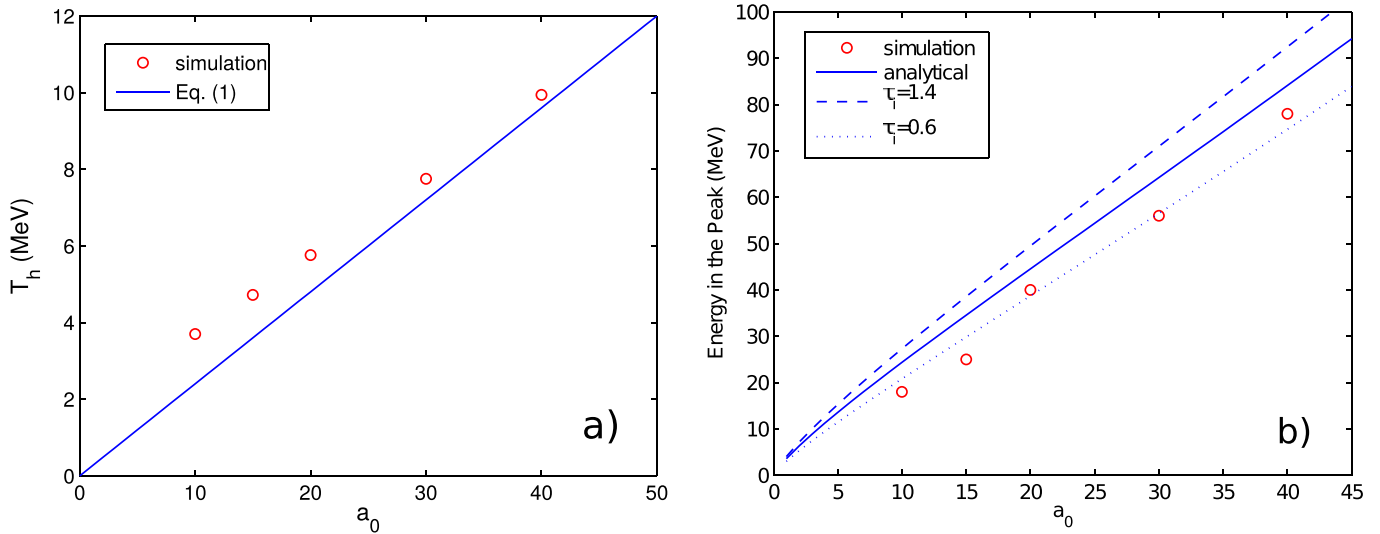 12
10
8
6
4
2
0
T_h (MeV)
simulation
Eq. (1)
a)
0
10
20
30
40
50
a_0
100
90
80
70
60
50
40
30
20
10
0
Energy in the Peak (MeV)
simulation
analytical
τ_i=1.4
τ_i=0.6
b)
0
5
10
15
20
25
30
35
40
45
a_0